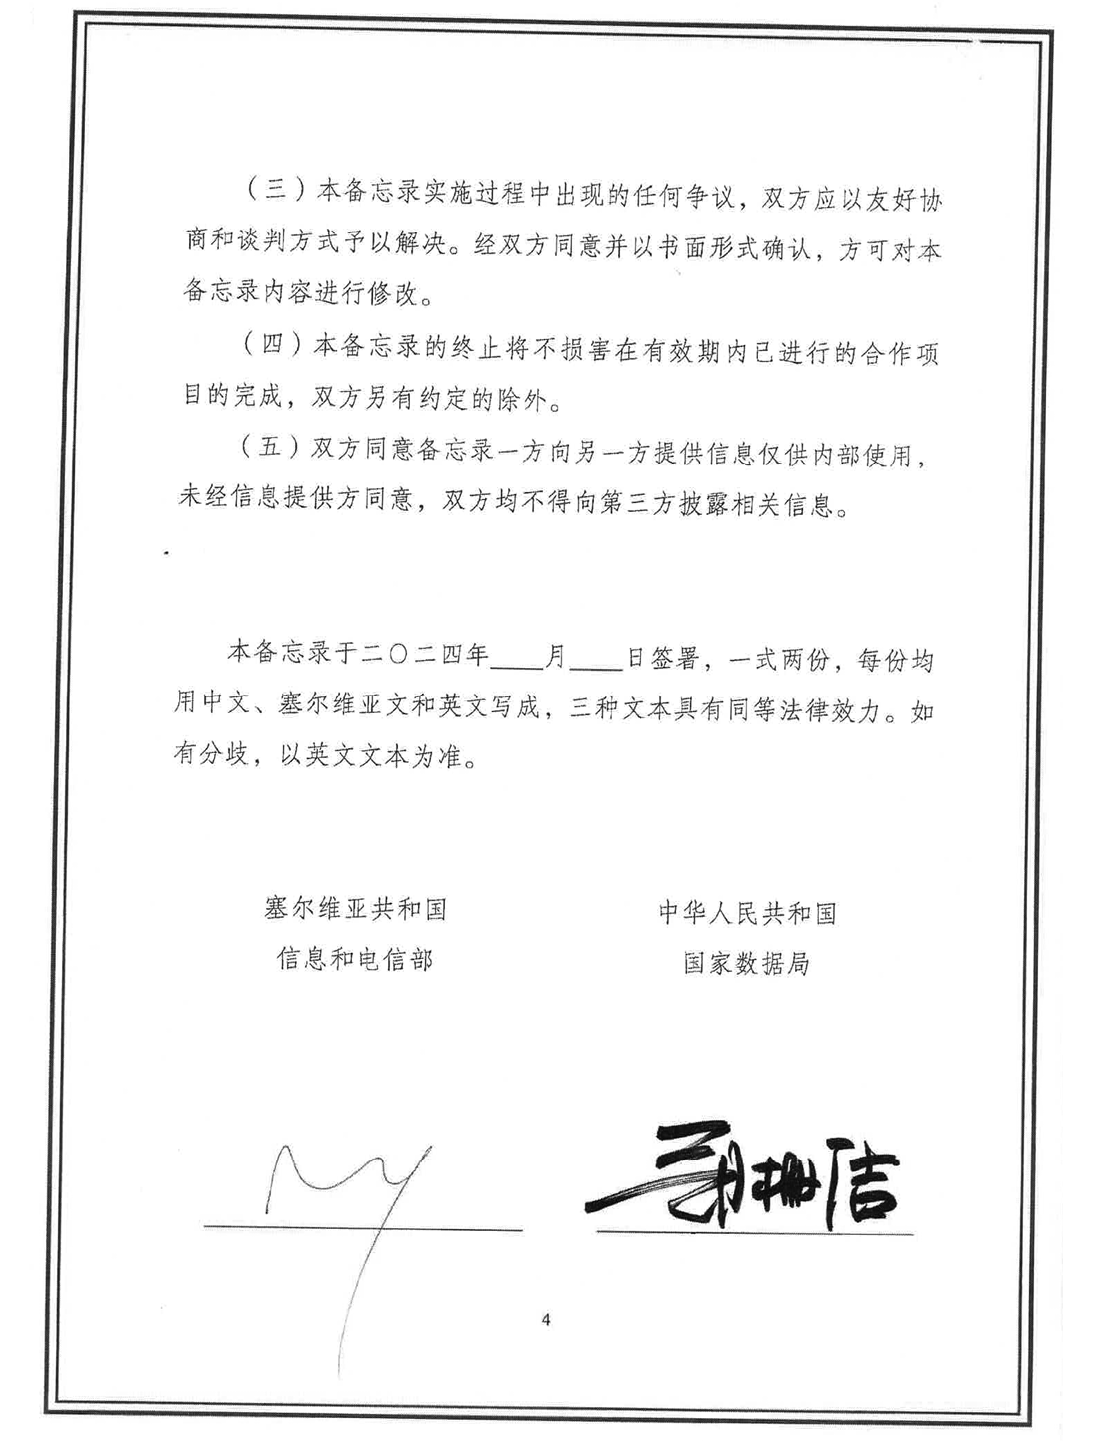 （三）本备忘录实施过程中出现的任何争议，双方应以友好协
商和谈判方式予以解决。经双方同意并以书面形式确认，方可对本
备忘录内容进行修改。
（四）本备忘录的终止将不损害在有效期内已进行的合作项
目的完成，双方另有约定的除外。
（五）双方同意备忘录一方向另一方提供信息仅供内部使用，
未经信息提供方同意，双方均不得向第三方披露相关信息。
本备忘录于二〇二四年____月____日签署，一式两份，每份均
用中文、塞尔维亚文和英文写成，三种文本具有同等法律效力。如
有分歧，以英文文本为准。
塞尔维亚共和国
信息和电信部
中华人民共和国
国家数据局
4